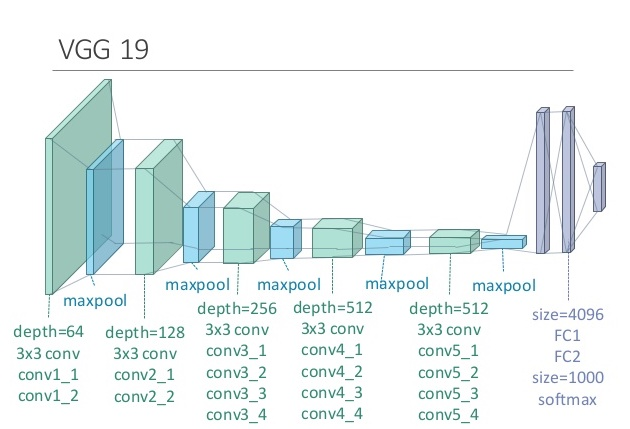 VGG 19
maxpool
maxpool
maxpool
maxpool
maxpool
depth=64
3x3 conv
conv1_1
conv1_2
depth=128
3x3 conv
conv2_1
conv2_2
depth=256
3x3 conv
conv3_1
conv3_2
conv3_3
conv3_4
depth=512
3x3 conv
conv4_1
conv4_2
conv4_3
conv4_4
depth=512
3x3 conv
conv5_1
conv5_2
conv5_3
conv5_4
size=4096
FC1
FC2
size=1000
softmax